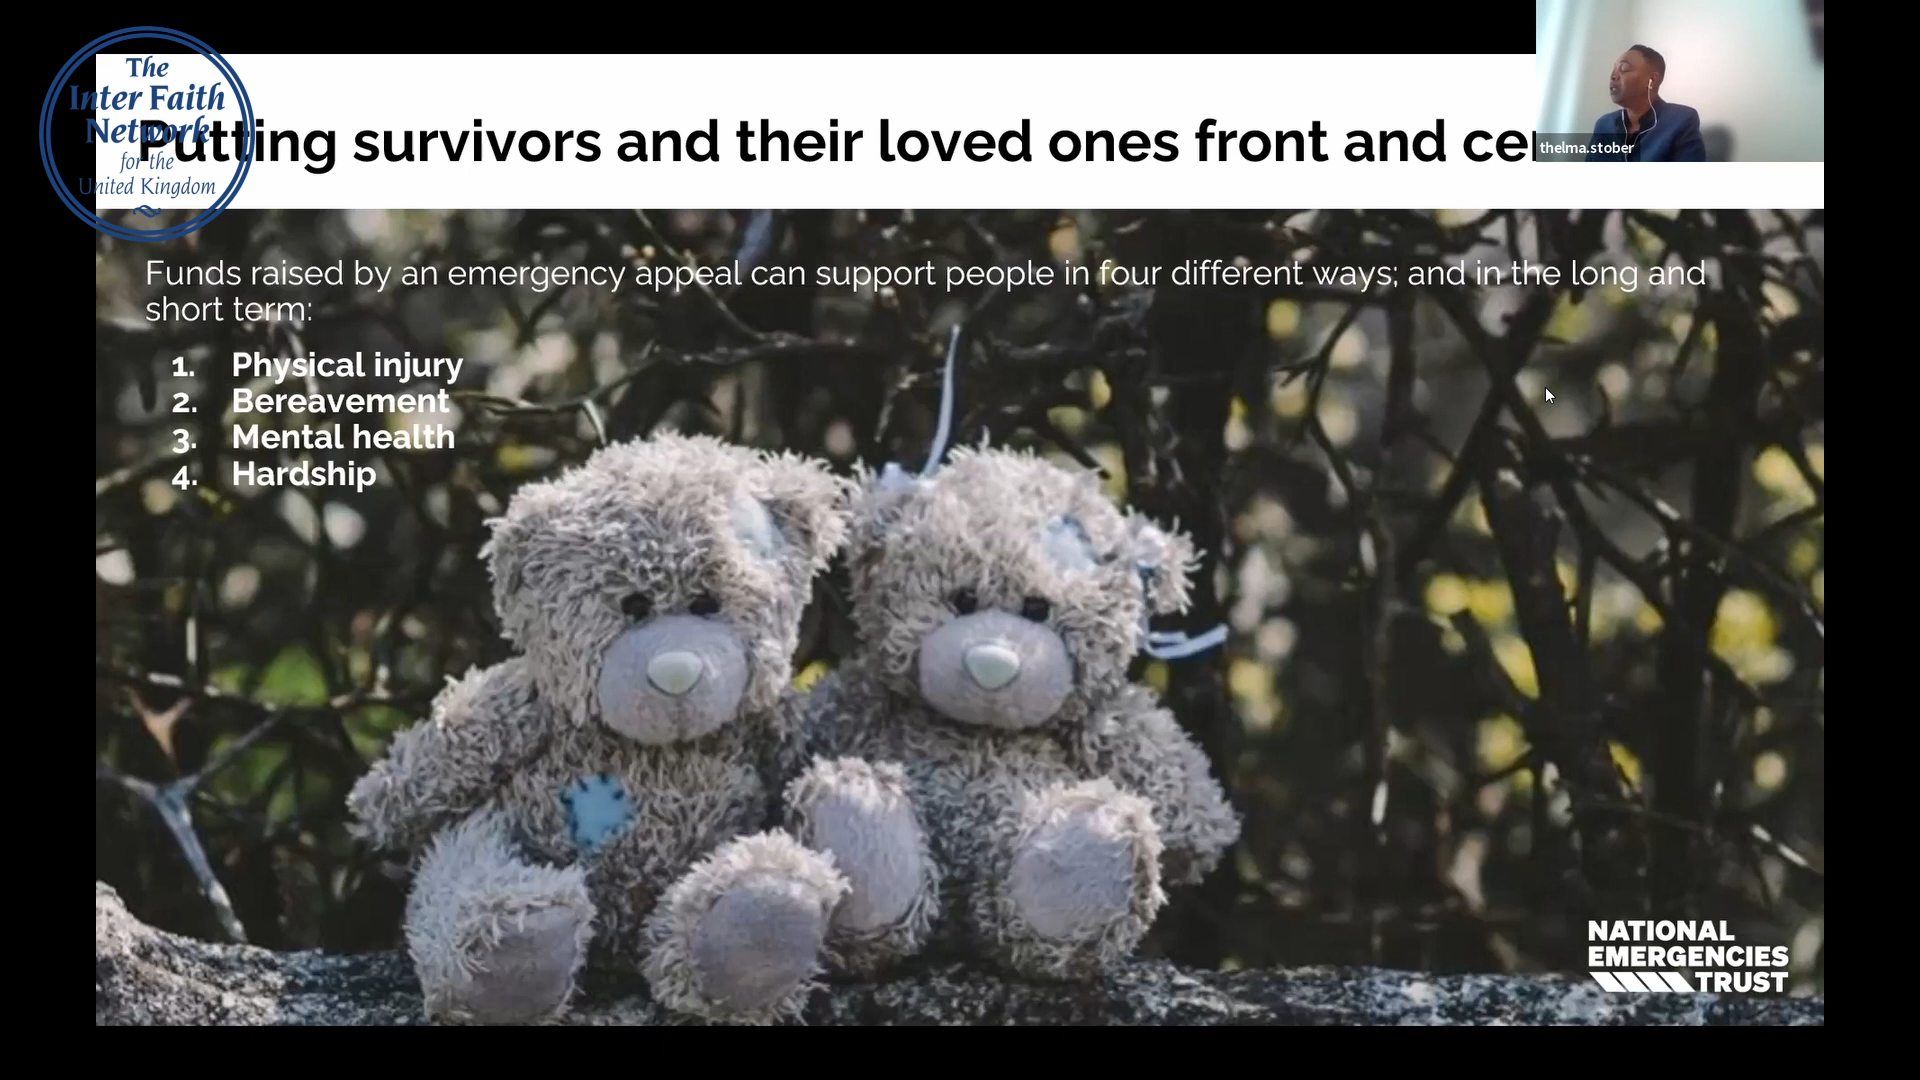 The
Inter Faith
Network
for the
United Kingdom
Putting survivors and their loved ones front and ce
thelma.stober
Funds raised by an emergency appeal can support people in four different ways; and in the long and
short term:
1. Physical injury
2. Bereavement
3. Mental health
4. Hardship
NATIONAL
EMERGENCIES
TRUST